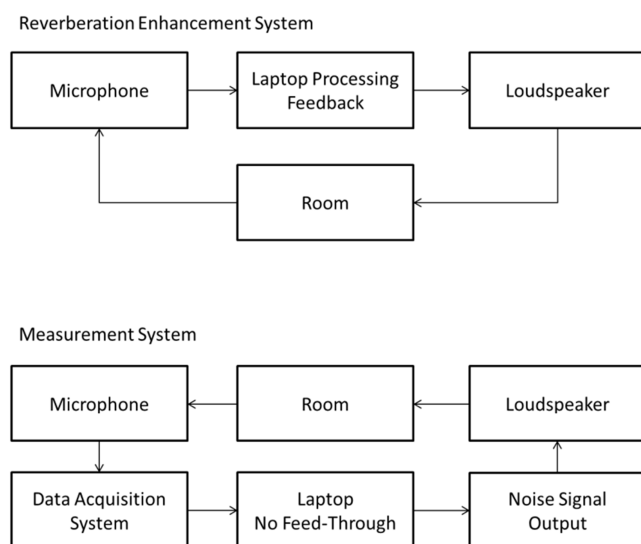 Reverberation Enhancement System
Microphone
Laptop Processing
Feedback
Loudspeaker
Room
Measurement System
Microphone
Room
Loudspeaker
Data Acquisition
System
Laptop
No Feed-Through
Noise Signal
Output